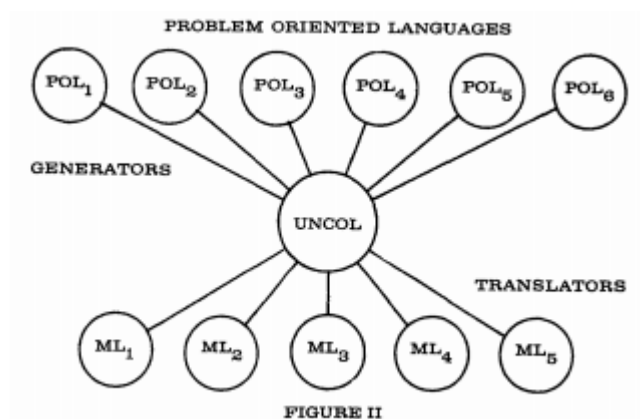 PROBLEM ORIENTED LANGUAGES
POL₁ POL₂ POL₃ POL₄ POL₅ POL₆
GENERATORS
UNCOL
TRANSLATORS
ML₁ ML₂ ML₃ ML₄ ML₅
FIGURE II